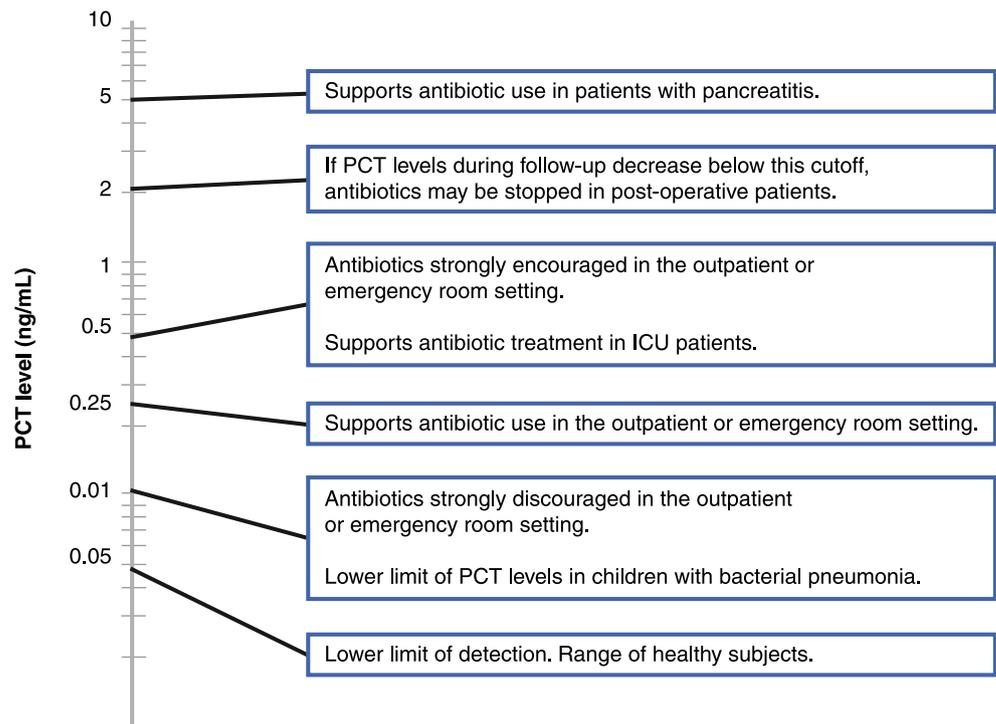 PCT level (ng/mL)
10
5
Supports antibiotic use in patients with pancreatitis.
2
If PCT levels during follow-up decrease below this cutoff,
antibiotics may be stopped in post-operative patients.
1
0.5
Antibiotics strongly encouraged in the outpatient or
emergency room setting.
Supports antibiotic treatment in ICU patients.
0.25
Supports antibiotic use in the outpatient or emergency room setting.
0.01
Antibiotics strongly discouraged in the outpatient
or emergency room setting.
Lower limit of PCT levels in children with bacterial pneumonia.
0.05
Lower limit of detection. Range of healthy subjects.